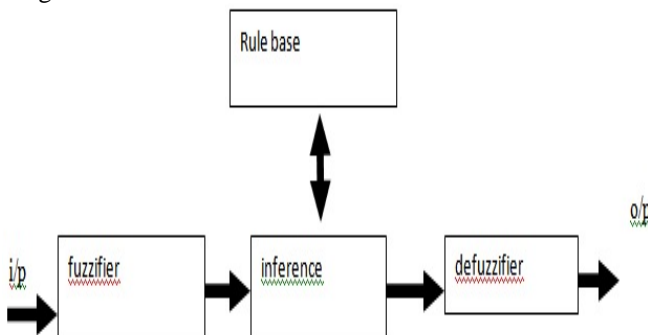 Rule base
o/p
i/p
fuzzifier
inference
defuzzifier